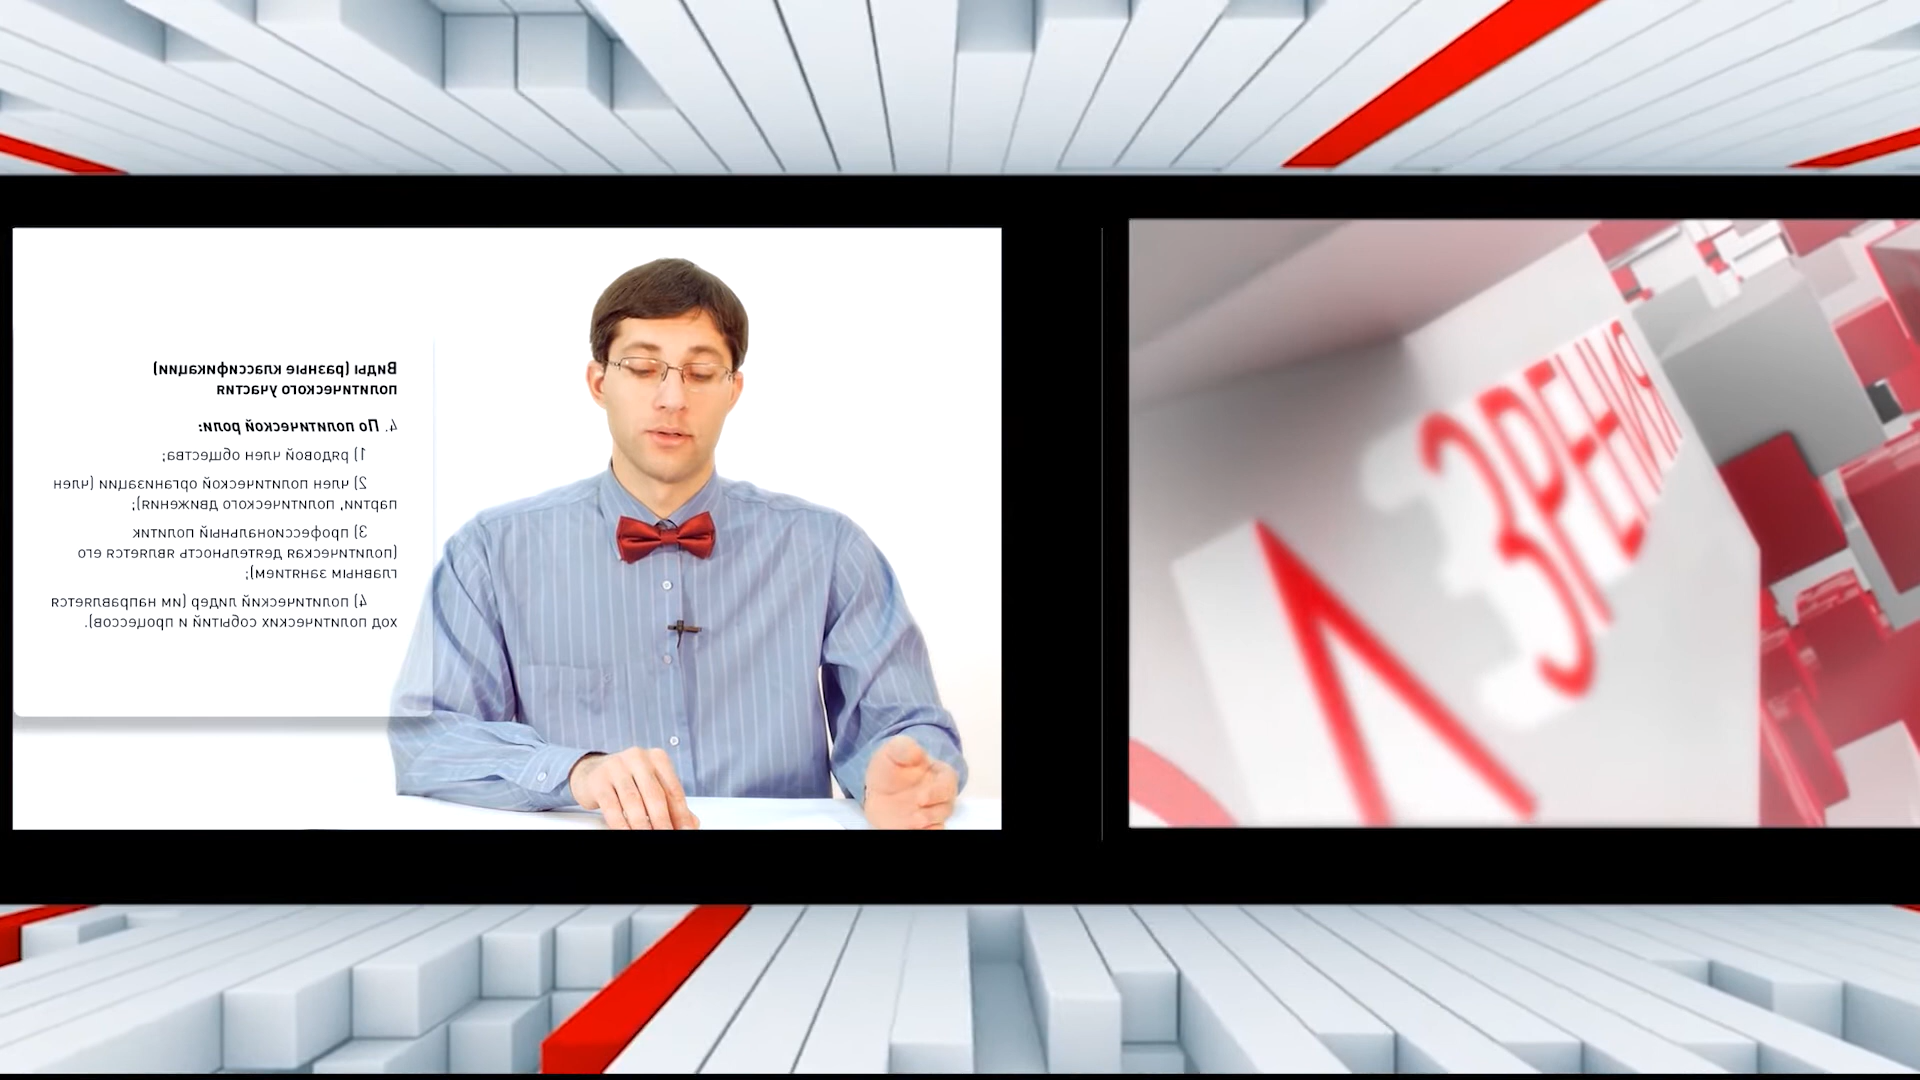 Виды (разные классификации)
политического участия
4. По политической роли:
1) рядовой член общества;
2) член политической организации (член
партии, политического движения);
3) профессиональный политик
(политическая деятельность является его
главным занятием);
4) политический лидер (им направляется
ход политических событий и процессов).
ЗРЕНИЯ